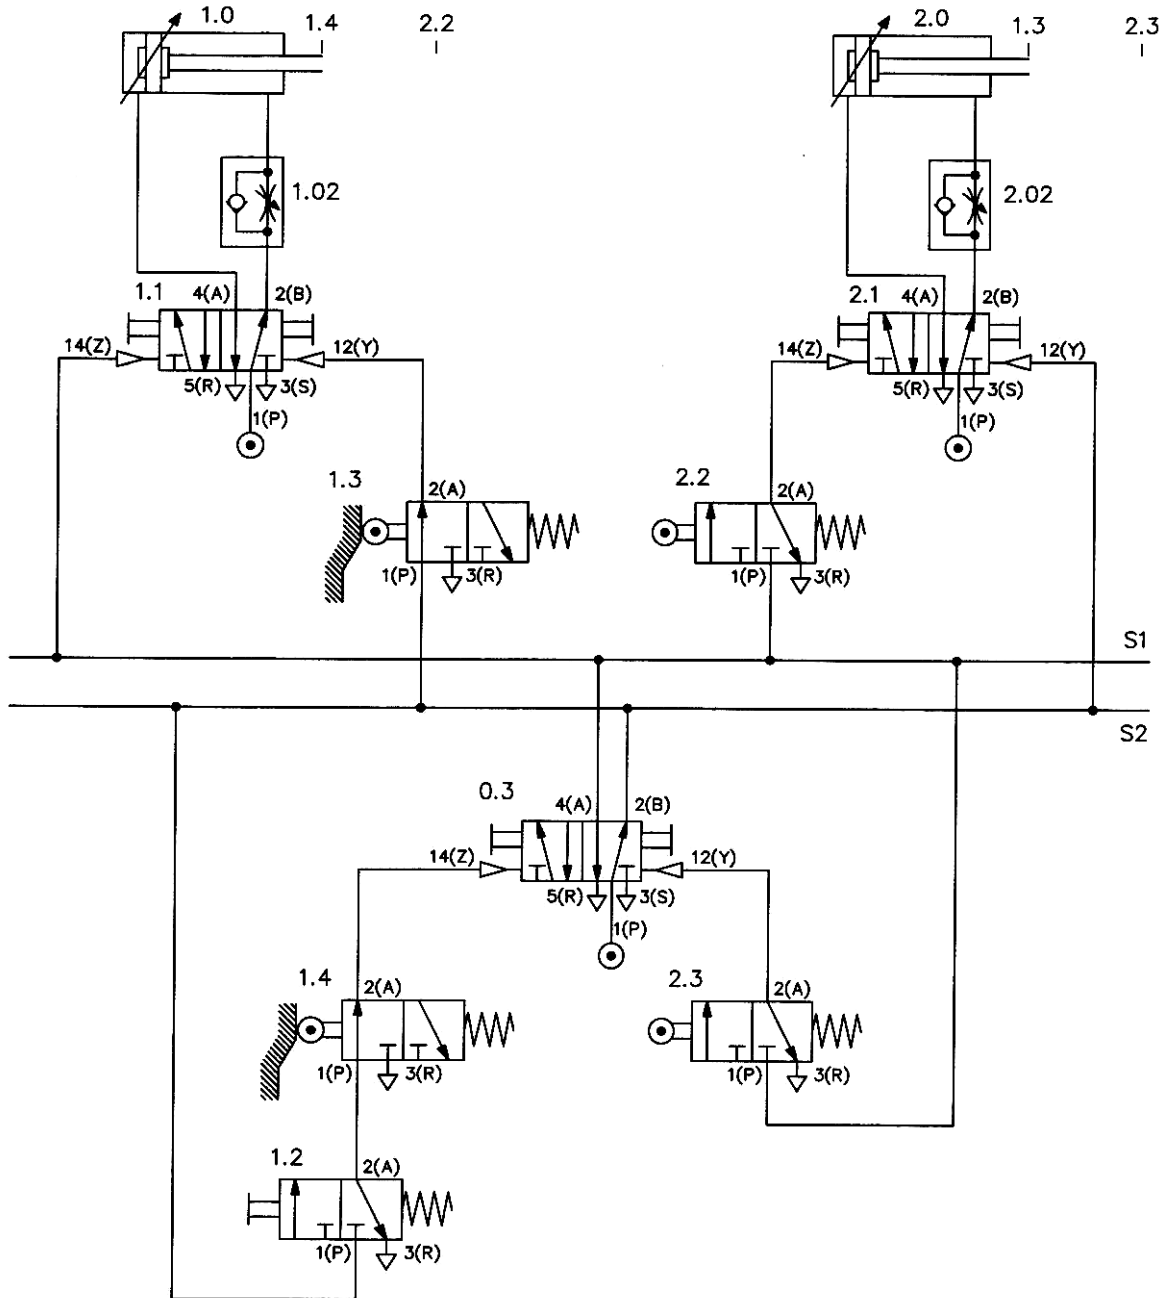 1.0 1.4 2.2 2.0 1.3 2.3
1.02 2.02
1.1 4(A) 2(B) 2.1 4(A) 2(B)
14(Z) 12(Y) 14(Z) 12(Y)
5(R) 3(S) 5(R) 3(S)
1(P) 1(P)
1.3 2(A) 2.2 2(A)
1(P) 3(R) 1(P) 3(R)
S1
S2
0.3 4(A) 2(B)
14(Z) 12(Y)
5(R) 3(S)
1(P)
1.4 2(A) 2.3 2(A)
1(P) 3(R) 1(P) 3(R)
1.2 2(A)
1(P) 3(R)